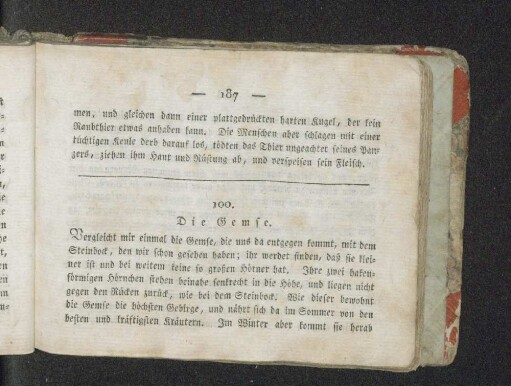 — 187 —
men, und gleichen dann einer plattgedrückten harten Kugel, der kein
Raubthier etwas anhaben kann. Die Menschen aber schlagen mit einer
tüchtigen Keule derb darauf los, tödten das Thier ungeachtet seines Pan-
zers, ziehen ihm Haut und Rüstung ab, und verspeisen sein Fleisch.
100.
Die Gemse.
Vergleicht mir einmal die Gemse, die uns da entgegen kommt, mit dem
Steinbock, den wir schon gesehen haben; ihr werdet finden, daß sie klei-
ner ist und bei weitem keine so großen Hörner hat. Ihre zwei haken-
förmigen Hörnchen stehen beinahe senkrecht in die Höhe, und liegen nicht
gegen den Rücken zurück, wie bei dem Steinbock. Wie dieser bewohnt
die Gemse die höchsten Gebirge, und nährt sich da im Sommer von den
besten und kräftigsten Kräutern. Im Winter aber kommt sie herab